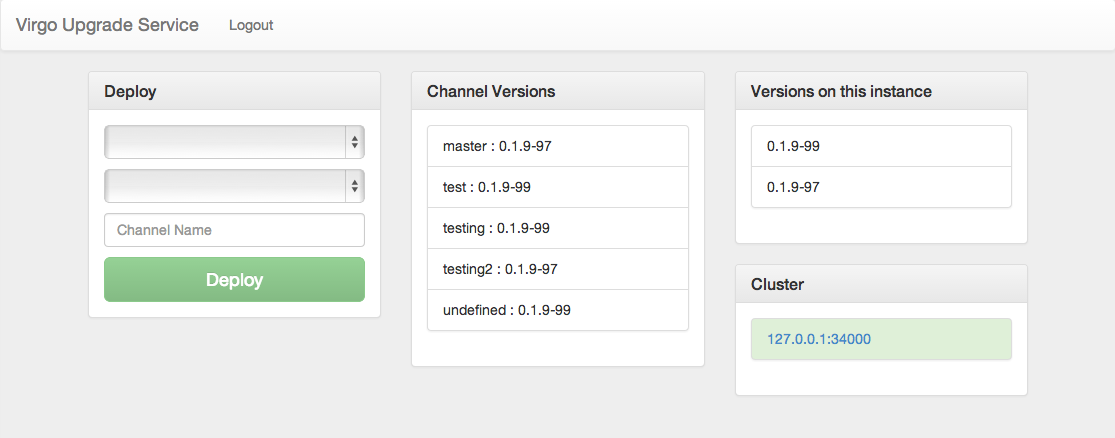 Virgo Upgrade Service Logout
Deploy
Channel Name
Deploy
Channel Versions
master : 0.1.9-97
test : 0.1.9-99
testing : 0.1.9-99
testing2 : 0.1.9-97
undefined : 0.1.9-99
Versions on this instance
0.1.9-99
0.1.9-97
Cluster
127.0.0.1:34000